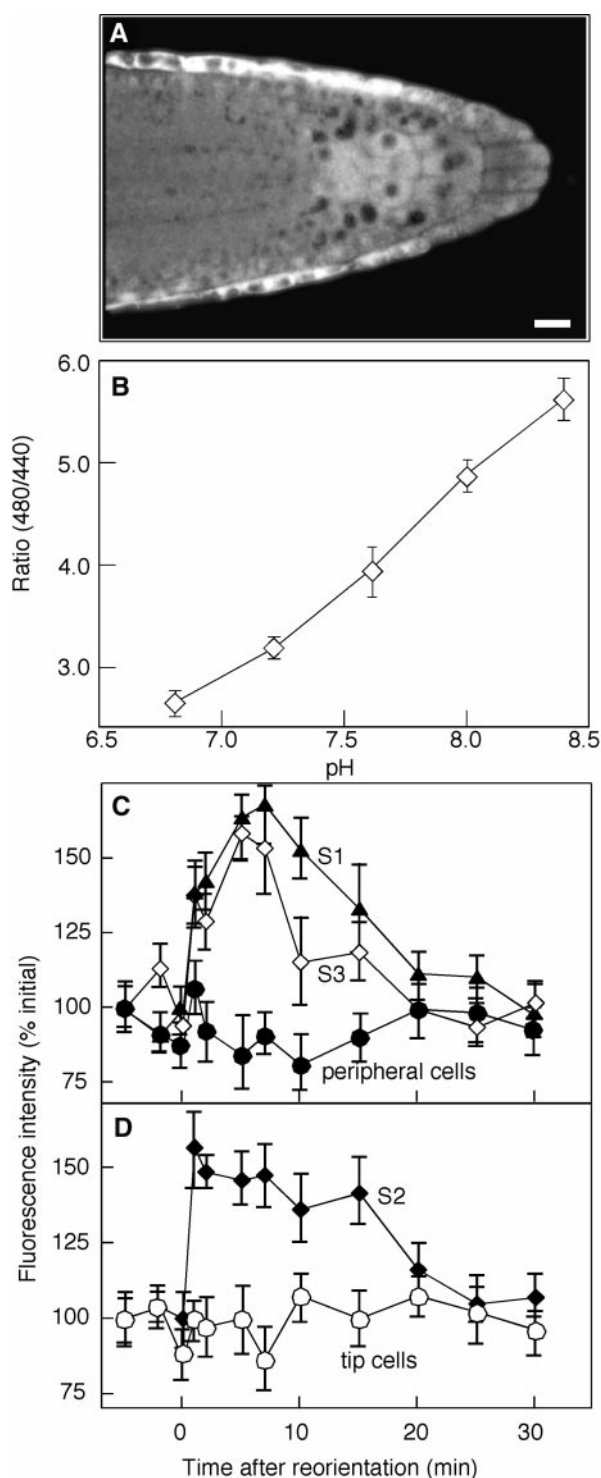 A
B
6.0
5.0
4.0
3.0
Ratio (480/440)
6.5 7.0 7.5 8.0 8.5
pH
C
150
125
100
75
S1
S3
peripheral cells
D
150
125
100
75
S2
tip cells
Fluorescence intensity (% initial)
0 10 20 30
Time after reorientation (min)